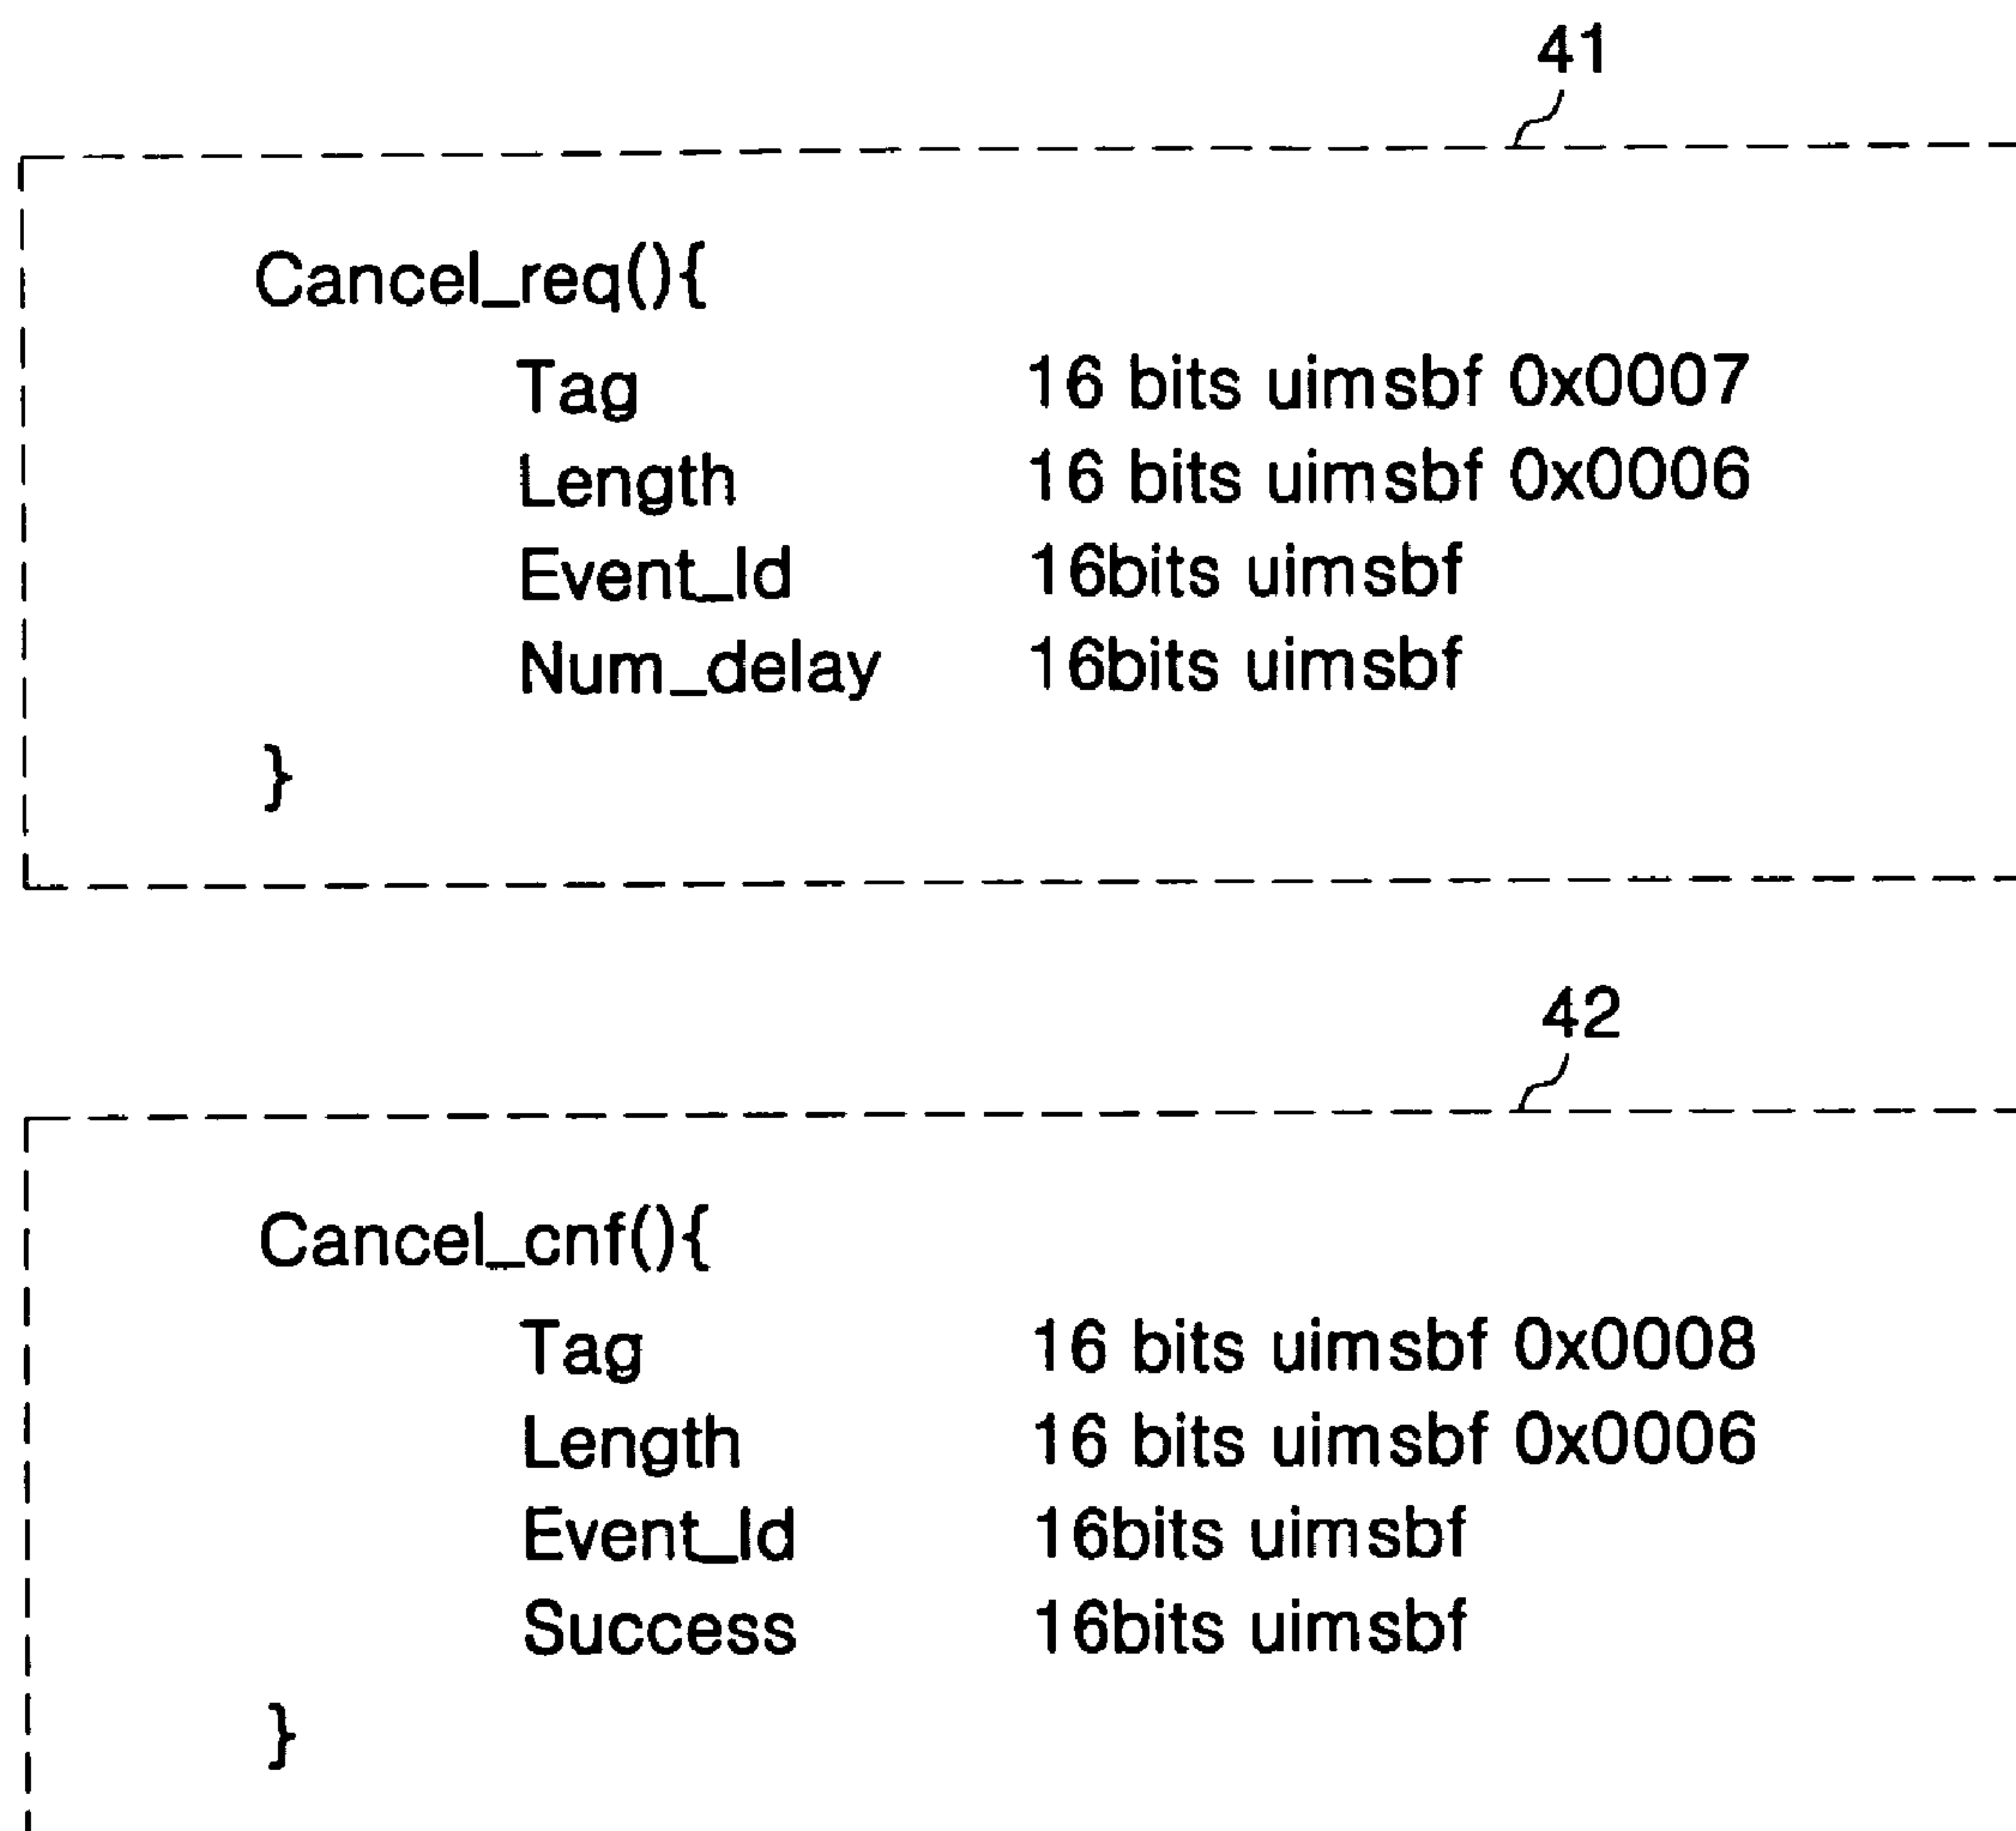 41
Cancel_req(){
Tag 16 bits uimsbf 0x0007
Length 16 bits uimsbf 0x0006
Event_Id 16bits uimsbf
Num_delay 16bits uimsbf
}
42
Cancel_cnf(){
Tag 16 bits uimsbf 0x0008
Length 16 bits uimsbf 0x0006
Event_Id 16bits uimsbf
Success 16bits uimsbf
}